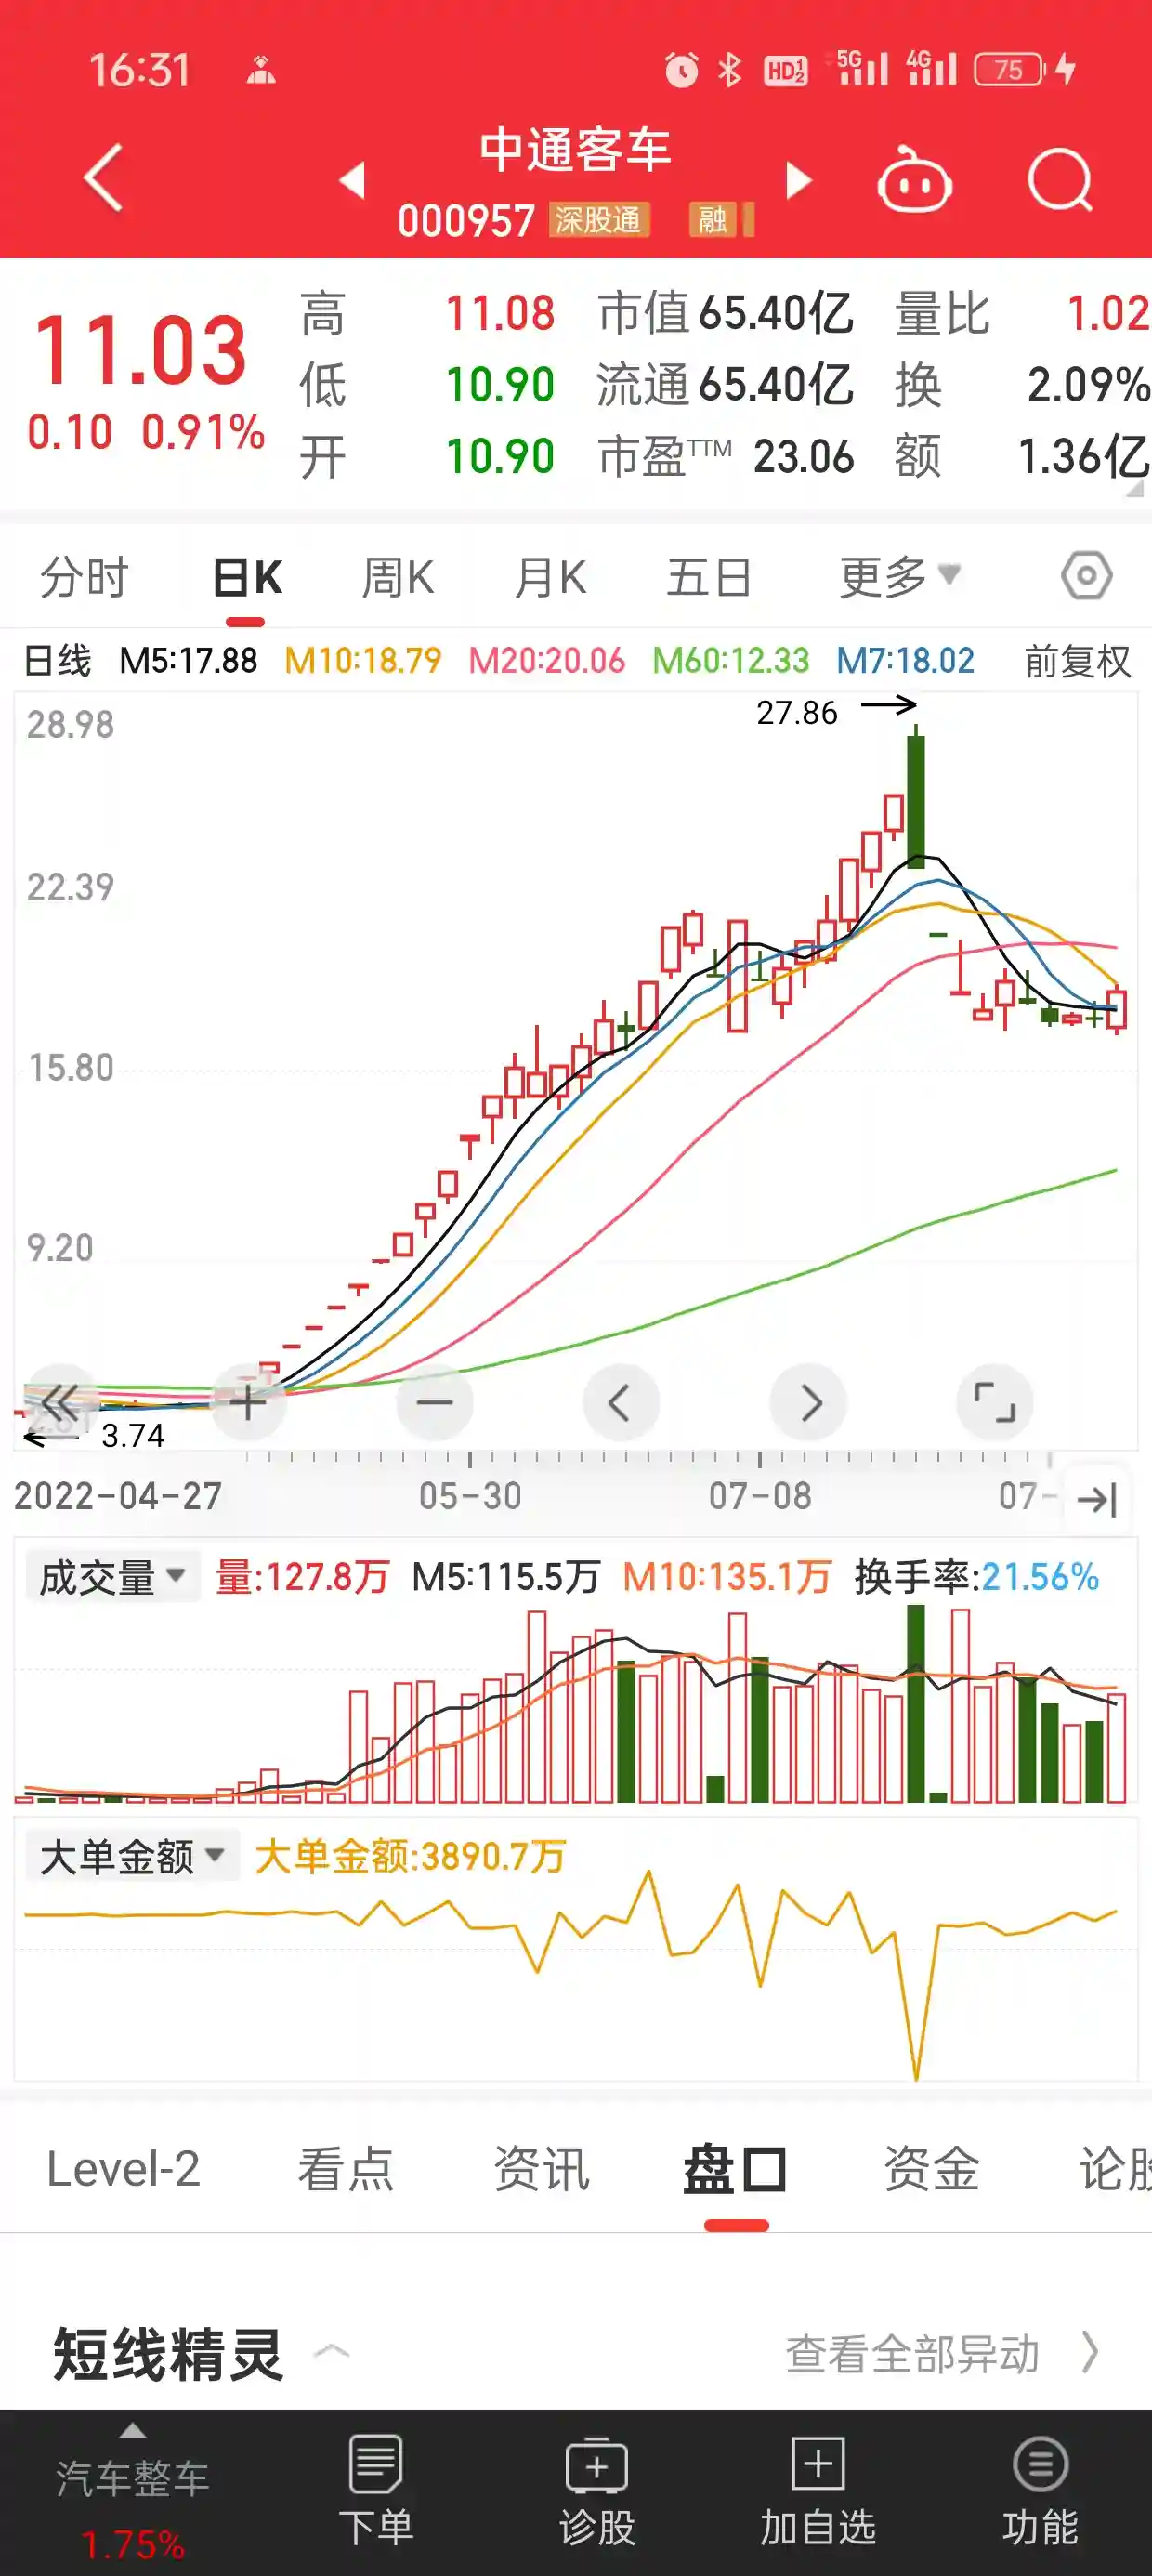 16:31 HD 1 2 5G 4G 75
中通客车
000957 深股通 融
11.03 高 11.08 市值 65.40亿 量比 1.02
低 10.90 流通 65.40亿 换 2.09%
0.10 0.91%
开 10.90 市盈TTM 23.06 额 1.36亿
分时 日K 周K 月K 五日 更多
日线 M5:17.88 M10:18.79 M20:20.06 M60:12.33 M7:18.02 前复权
27.86
28.98
22.39
15.80
9.20
3.74
2022-04-27 05-30 07-08 07-
成交量 量:127.8万 M5:115.5万 M10:135.1万 换手率:21.56%
大单金额 大单金额:3890.7万
Level-2 看点 资讯 盘口 资金 论股
短线精灵 查看全部异动
汽车整车
1.75%
下单 诊股 加自选 功能